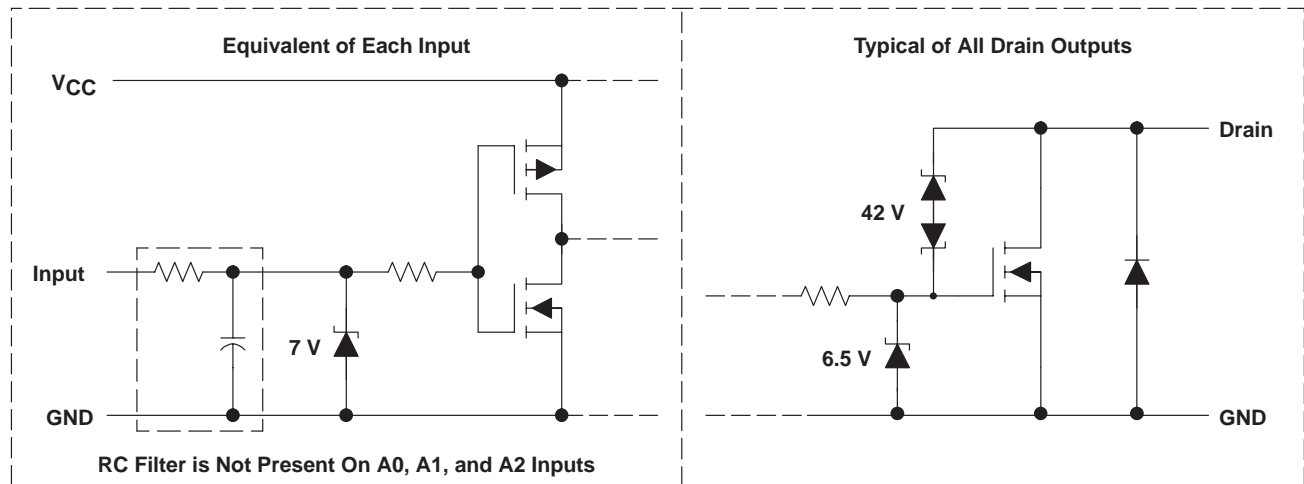 Equivalent of Each Input
VCC
Input
7 V
GND
RC Filter is Not Present On A0, A1, and A2 Inputs
Typical of All Drain Outputs
Drain
42 V
6.5 V
GND